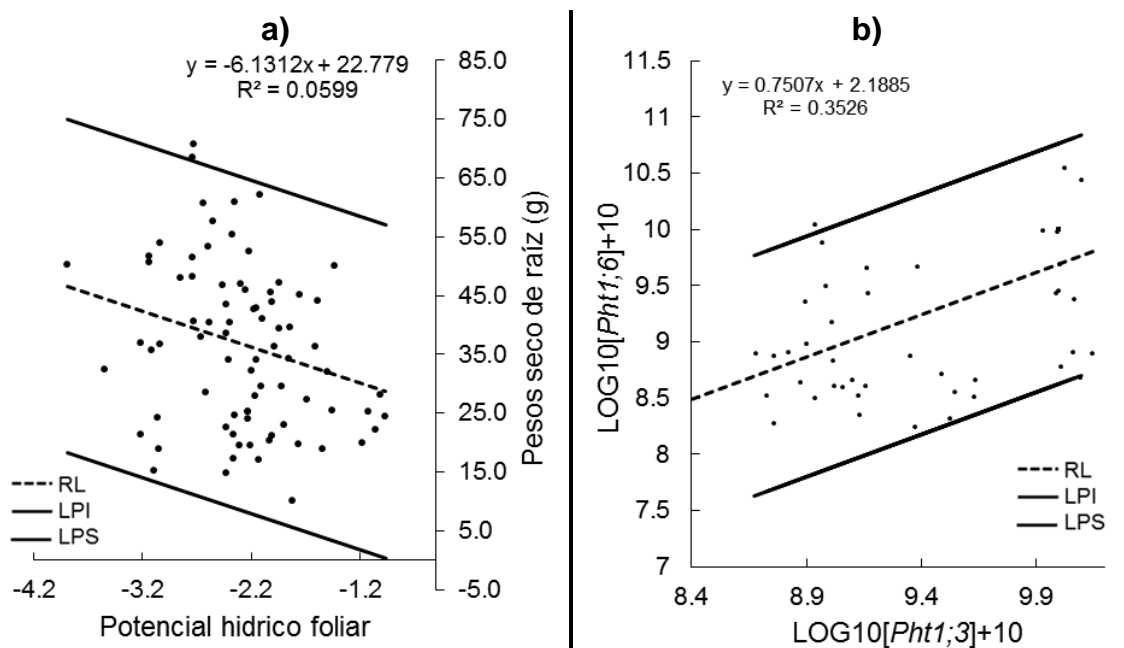 a)
y = -6.1312x + 22.779
R² = 0.0599
85.0
75.0
65.0
55.0
45.0
35.0
25.0
15.0
5.0
-5.0
Pesos seco de raíz (g)
RL
LPI
LPS
-4.2 -3.2 -2.2 -1.2
Potencial hidrico foliar
b)
y = 0.7507x + 2.1885
R² = 0.3526
11.5
11
10.5
10
9.5
9
8.5
8
7.5
7
LOG10[Pht1;6]+10
RL
LPI
LPS
8.4 8.9 9.4 9.9
LOG10[Pht1;3]+10